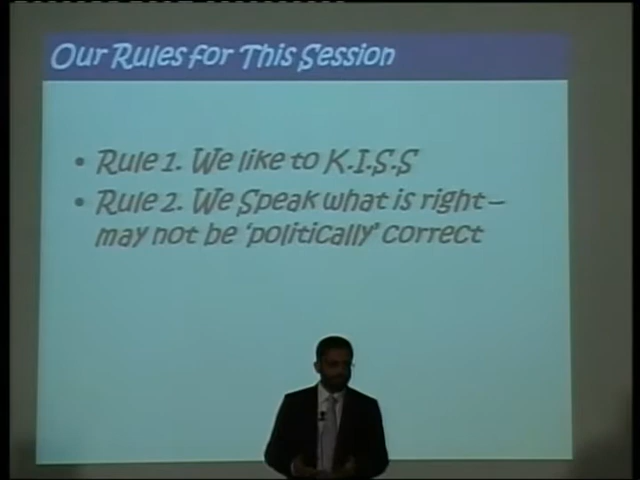 Our Rules for This Session
• Rule 1. We like to K.I.S.S
• Rule 2. We Speak what is right –
may not be 'politically' correct